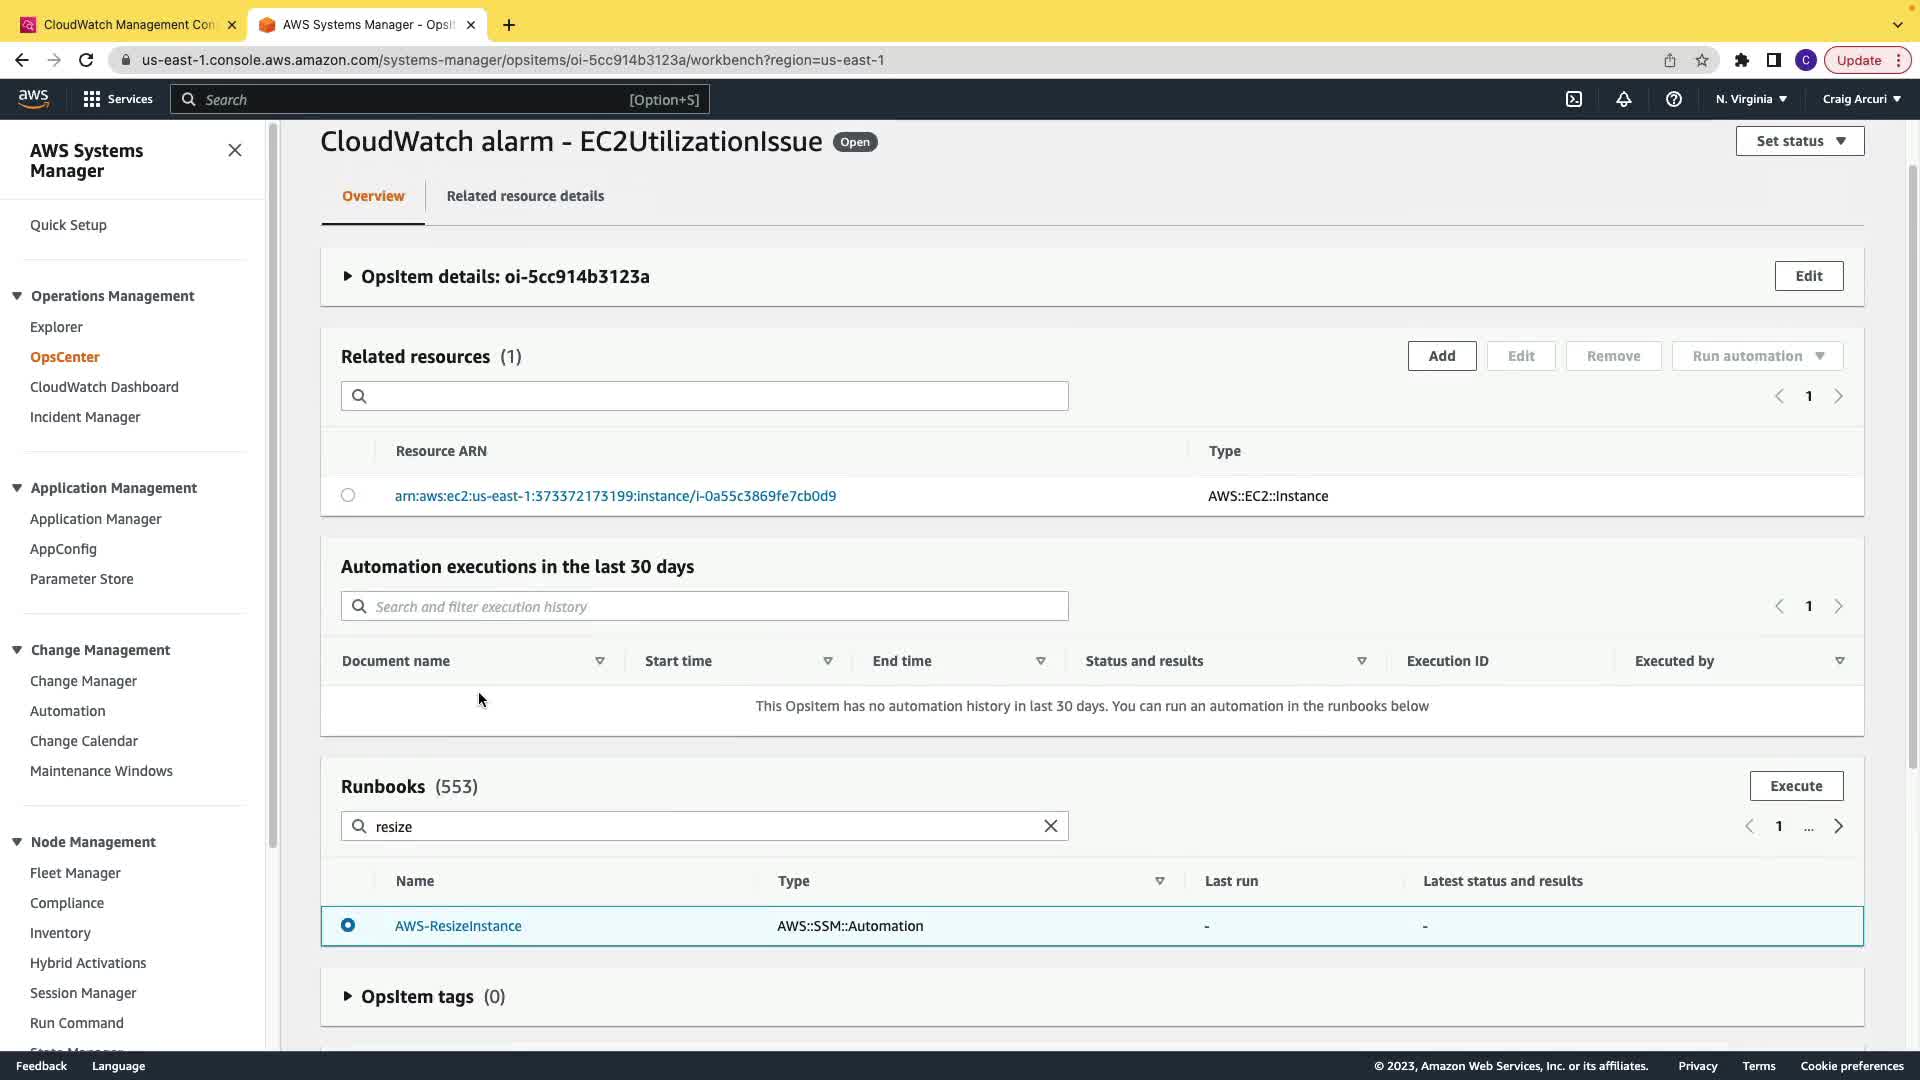 CloudWatch Management Con
AWS Systems Manager - OpsIt
us-east-1.console.aws.amazon.com/systems-manager/opsitems/oi-5cc914b3123a/workbench?region=us-east-1
C
Update
aws
Services
Search
[Option+S]
N. Virginia
Craig Arcuri
AWS Systems
Manager
Quick Setup
Operations Management
Explorer
OpsCenter
CloudWatch Dashboard
Incident Manager
Application Management
Application Manager
AppConfig
Parameter Store
Change Management
Change Manager
Automation
Change Calendar
Maintenance Windows
Node Management
Fleet Manager
Compliance
Inventory
Hybrid Activations
Session Manager
Run Command
CloudWatch alarm - EC2UtilizationIssue
Open
Set status
Overview
Related resource details
OpsItem details: oi-5cc914b3123a
Edit
Related resources (1)
Add
Edit
Remove
Run automation
1
Resource ARN
Type
arn:aws:ec2:us-east-1:373372173199:instance/i-0a55c3869fe7cb0d9
AWS::EC2::Instance
Automation executions in the last 30 days
Search and filter execution history
1
Document name
Start time
End time
Status and results
Execution ID
Executed by
This OpsItem has no automation history in last 30 days. You can run an automation in the runbooks below
Runbooks (553)
Execute
resize
1 ...
Name
Type
Last run
Latest status and results
AWS-ResizeInstance
AWS::SSM::Automation
-
-
OpsItem tags (0)
Feedback
Language
© 2023, Amazon Web Services, Inc. or its affiliates.
Privacy
Terms
Cookie preferences